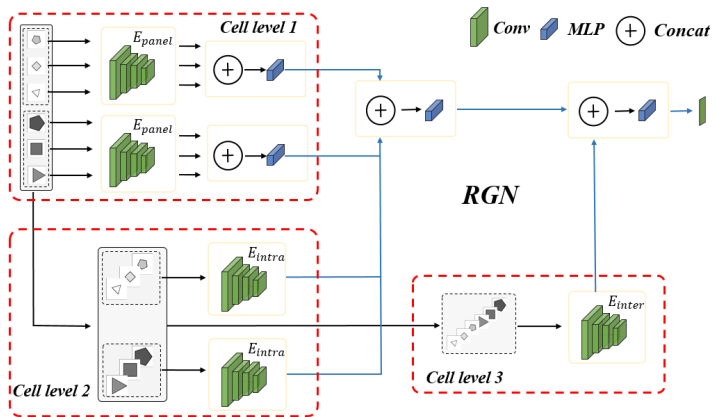 Cell level 1
E_panel
E_panel
Conv
MLP
Concat
+
+
+
+
RGN
Cell level 2
E_intra
E_intra
Cell level 3
E_inter